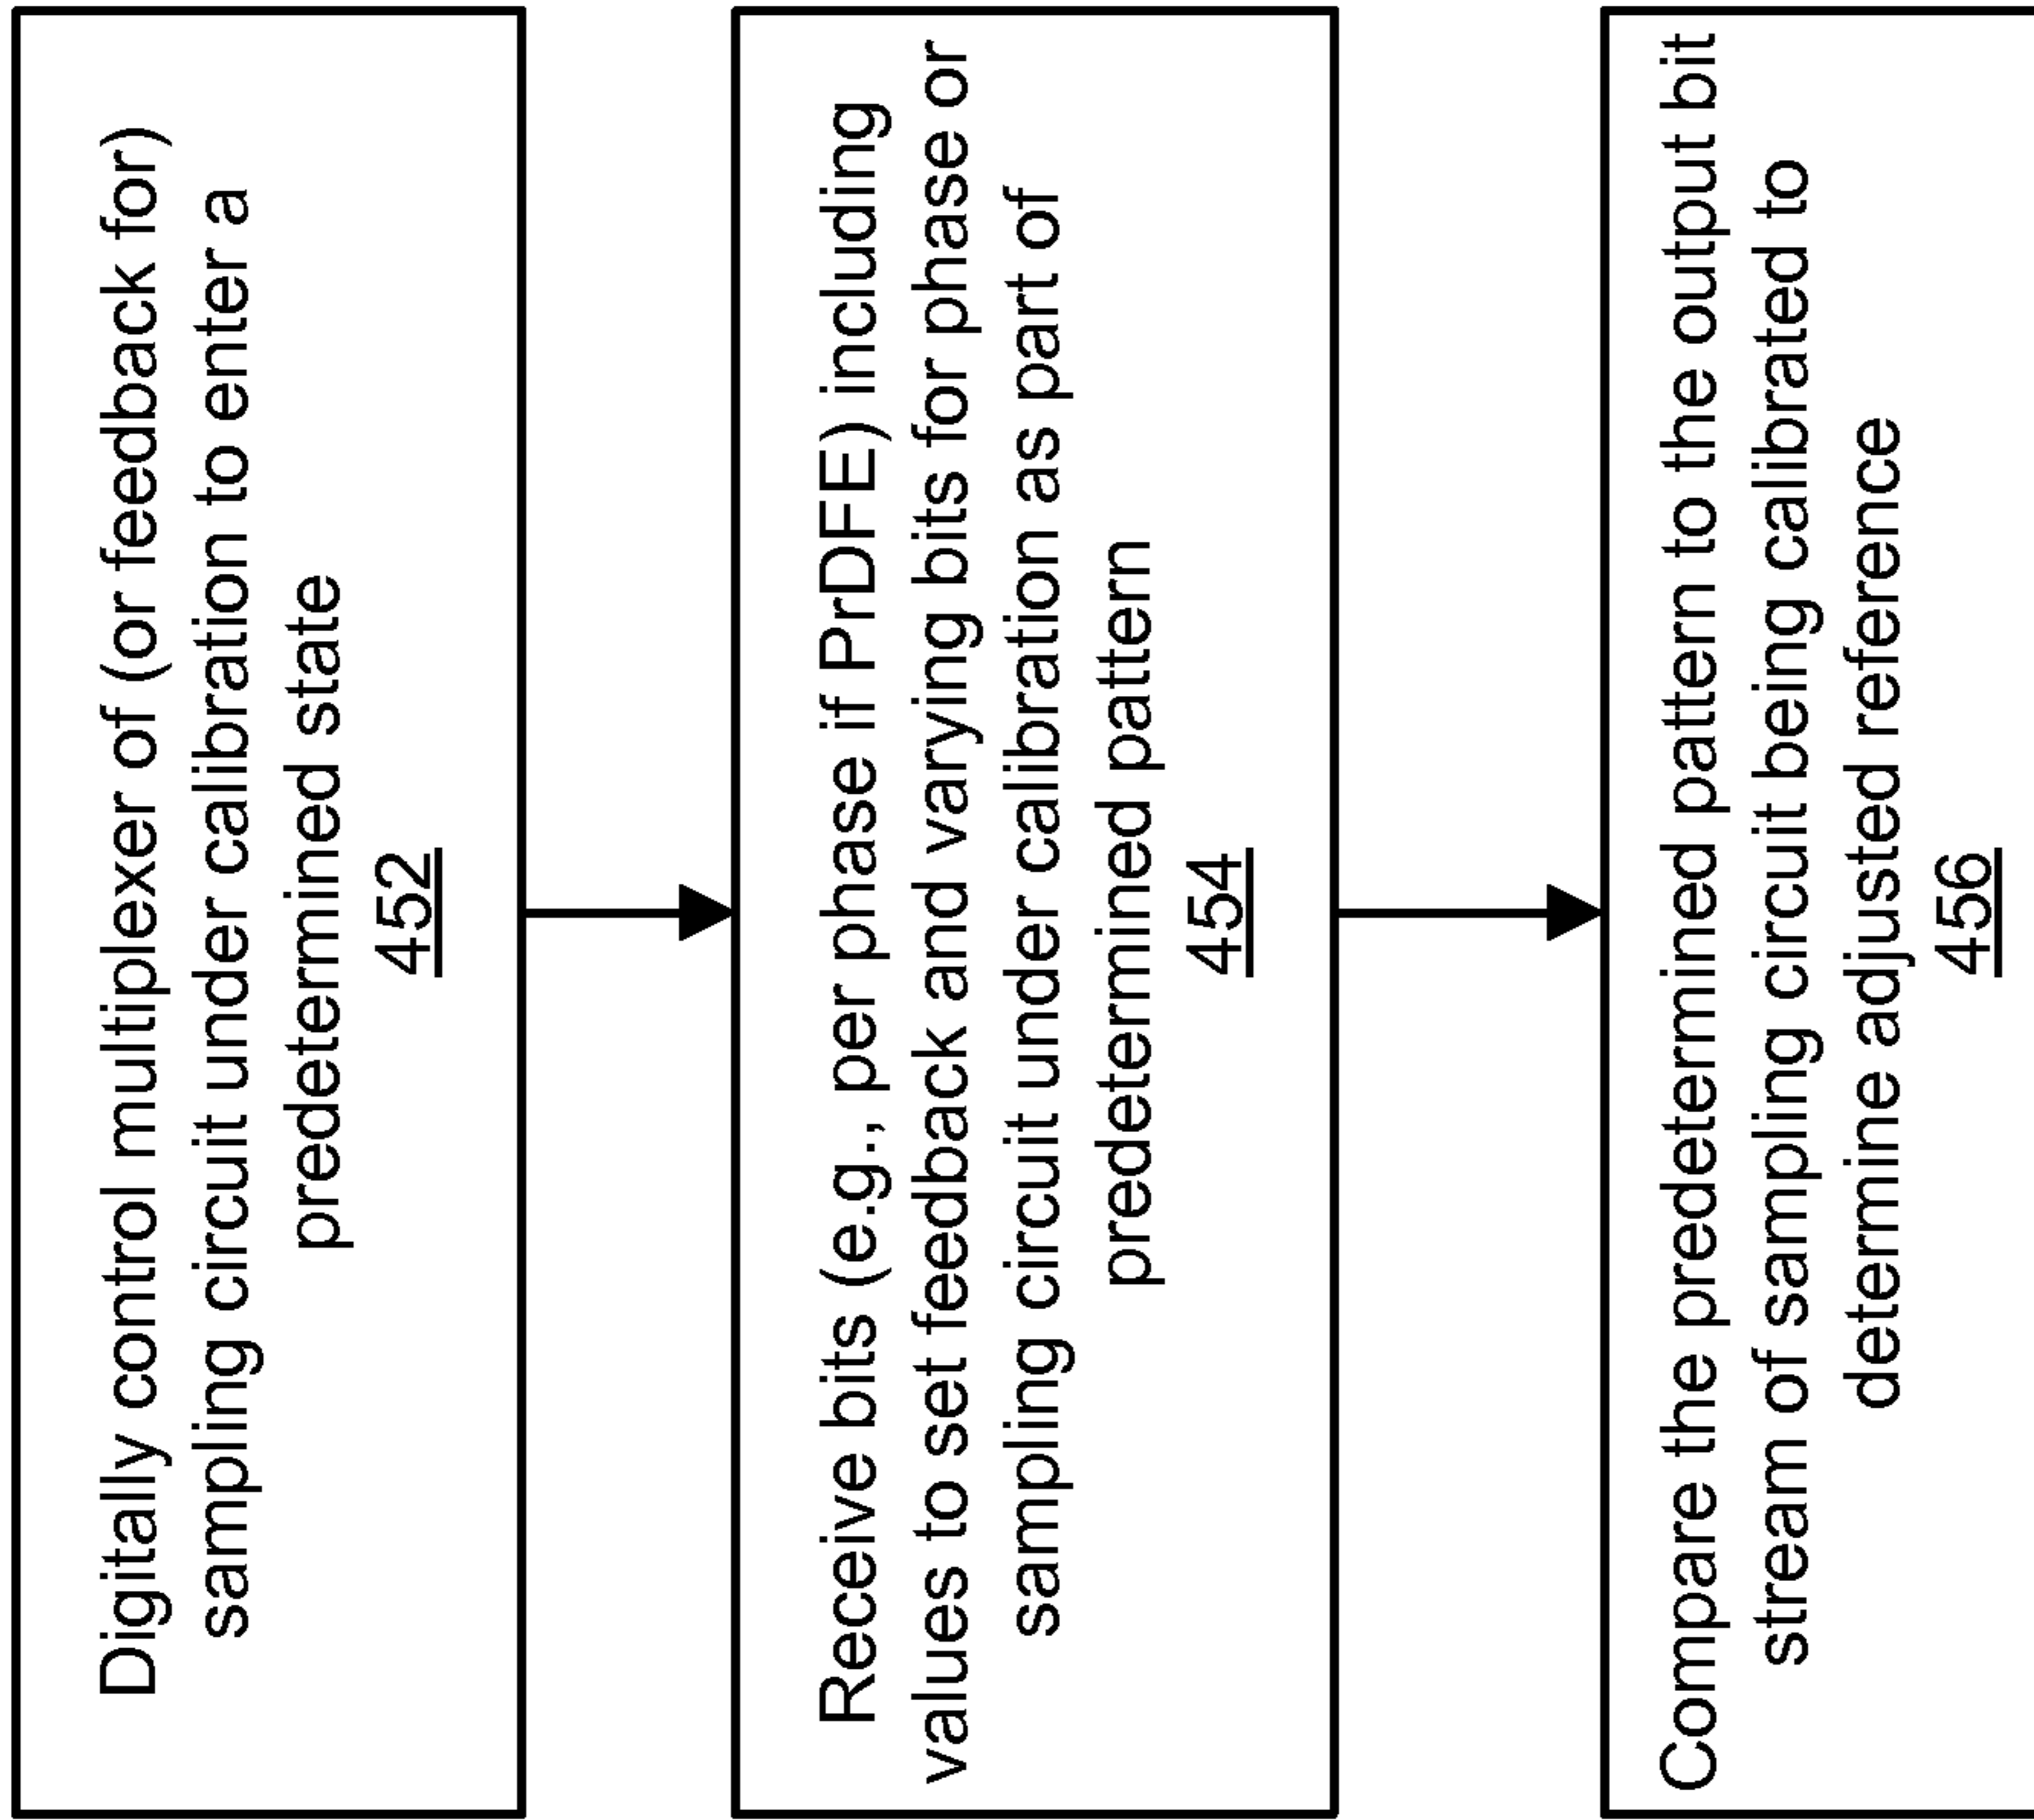 Digitally control multiplexer of (or feedback for)
sampling circuit under calibration to enter a
predetermined state
452
Receive bits (e.g., per phase if PrDFE) including
values to set feedback and varying bits for phase or
sampling circuit under calibration as part of
predetermined pattern
454
Compare the predetermined pattern to the output bit
stream of sampling circuit being calibrated to
determine adjusted reference
456